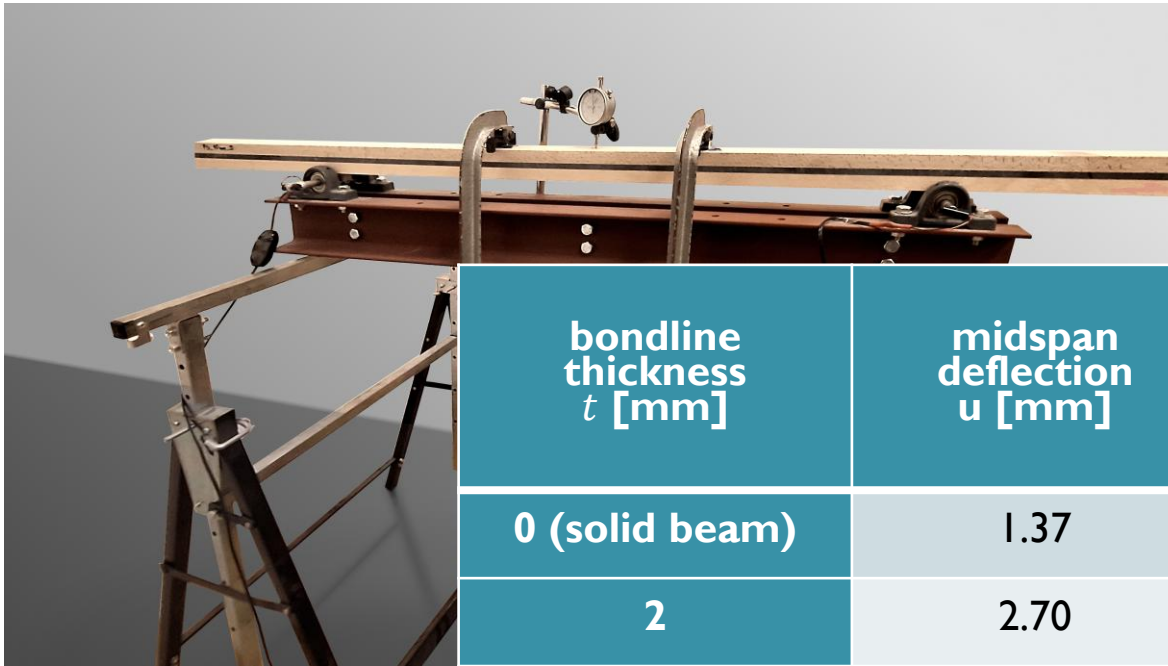 bondline
thickness
t [mm]
midspan
deflection
u [mm]
0 (solid beam)
1.37
2
2.70